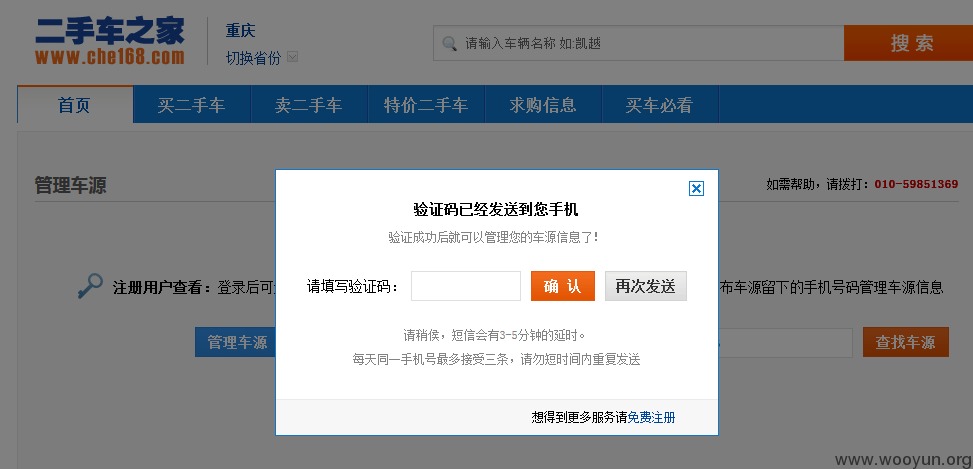 二手车之家
www.che168.com
重庆
切换省份
请输入车辆名称 如:凯越
搜 索
首页 买二手车 卖二手车 特价二手车 求购信息 买车必看
管理车源
如需帮助，请拨打：010-59851369
验证码已经发送到您手机
验证成功后就可以管理您的车源信息了!
注册用户查看：登录后可
布车源留下的手机号码管理车源信息
请填写验证码：
确 认
再次发送
管理车源
查找车源
请稍侯，短信会有3-5分钟的延时。
每天同一手机号最多接受三条，请勿短时间内重复发送
想得到更多服务请免费注册
www.wooyun.org